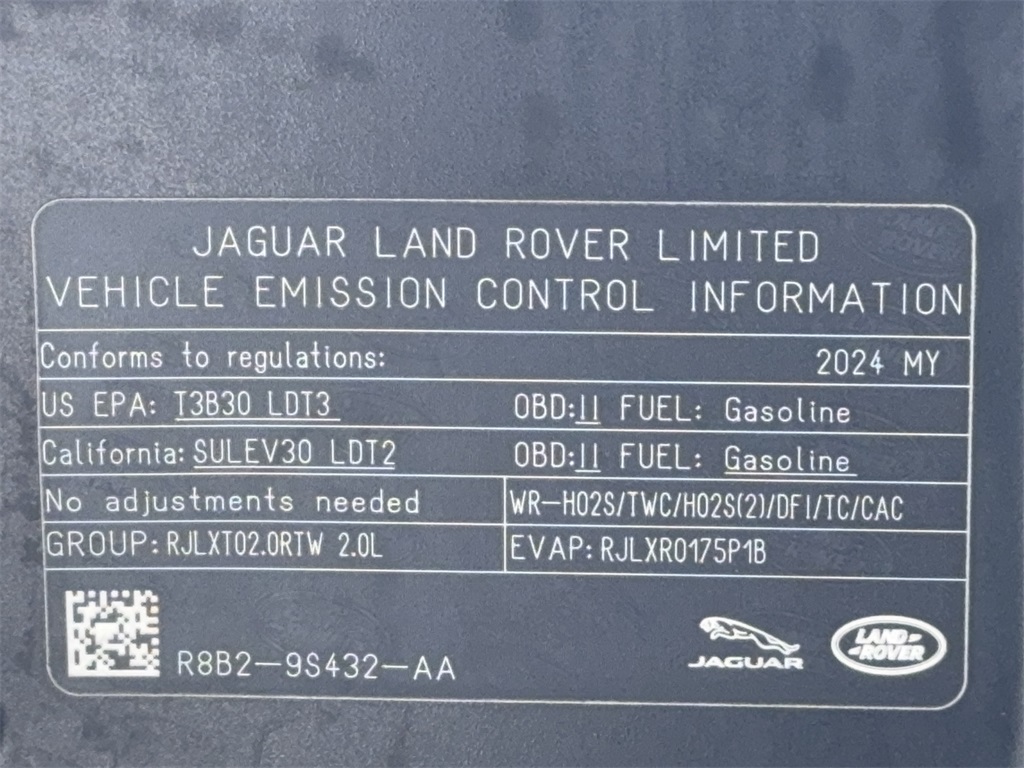 JAGUAR LAND ROVER LIMITED
VEHICLE EMISSION CONTROL INFORMATION
Conforms to regulations: 2024 MY
US EPA: T3B30 LDT3 OBD:II FUEL: Gasoline
California: SULEV30 LDT2 OBD:II FUEL: Gasoline
No adjustments needed WR-HO2S/TWC/HO2S(2)/DFI/TC/CAC
GROUP: RJLXT02.0RTW 2.0L EVAP: RJLXR0175P1B
R8B2-9S432-AA
JAGUAR
LAND-
-ROVER